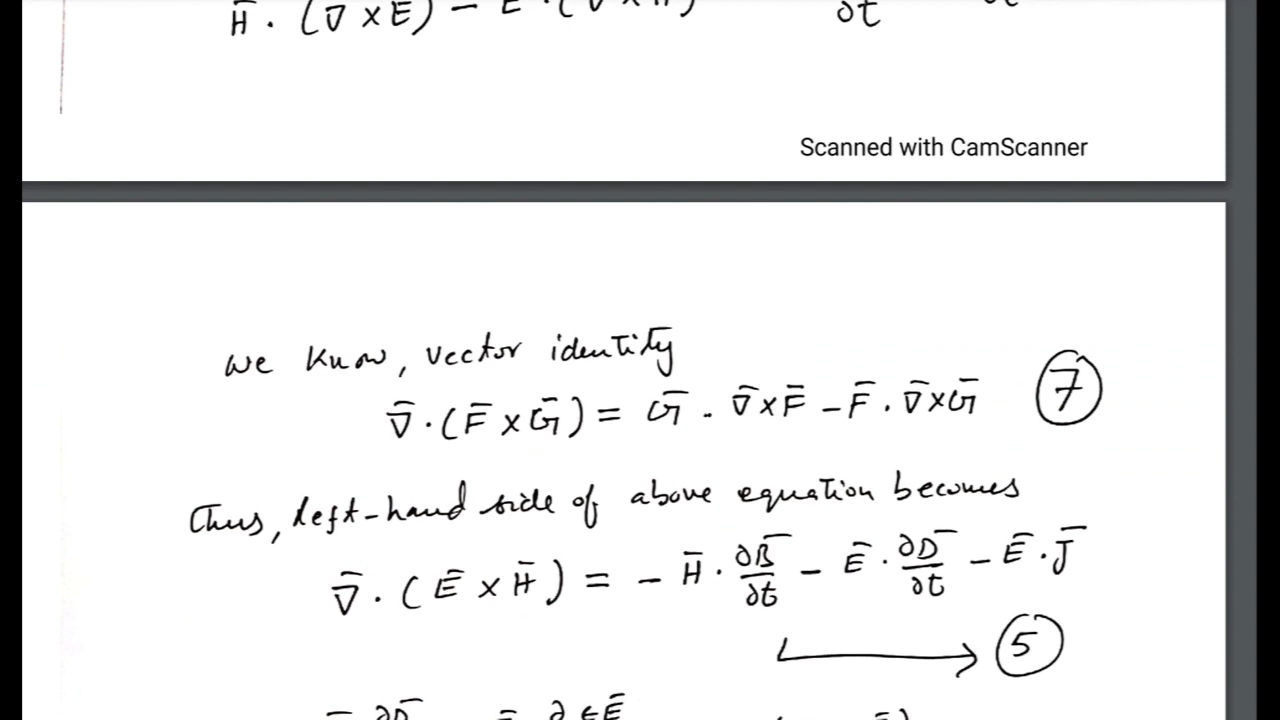 H̄ · (∇ × E) −
∂t
Scanned with CamScanner
we know, vector identity
∇̄ · (F̄ × Ḡ) = Ḡ · ∇̄ × F̄ − F̄ · ∇̄ × Ḡ ⑦
Thus, left-hand side of above equation becomes
∇̄ · (Ē × H̄) = − H̄ · ∂B̄/∂t − Ē · ∂D̄/∂t − Ē · J̄
⟶ ⑤
∂D̄ ∂ ∈ Ē